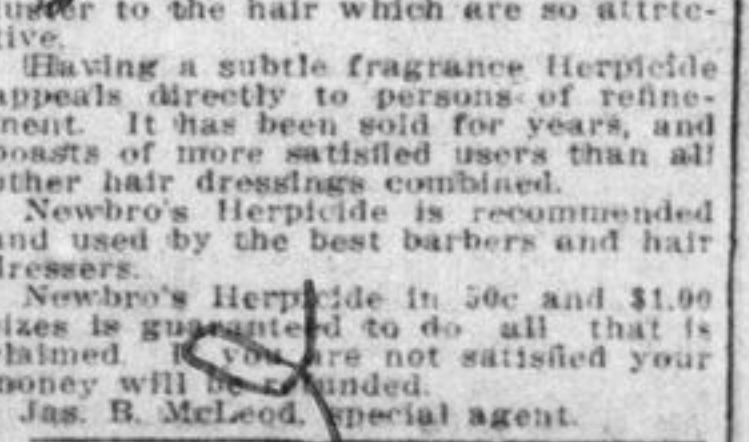 luster to the hair which are so attrtc-
tive.
Having a subtle fragrance Herpicide
appeals directly to persons of refine-
ment. It has been sold for years, and
boasts of more satisfied users than all
other hair dressings combined.
Newbro's Herpicide is recommended
and used by the best barbers and hair
dressers.
Newbro's Herpicide in 50c and $1.00
sizes is guaranteed to do all that is
claimed. If you are not satisfied your
money will be refunded.
Jas. B. McLeod, special agent.